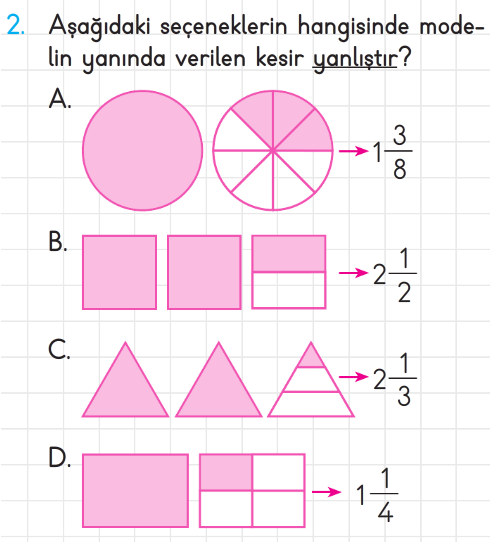 2. Aşağıdaki seçeneklerin hangisinde mode-
lin yanında verilen kesir yanlıştır?
A. 1 3/8
B. 2 1/2
C. 2 1/3
D. 1 1/4